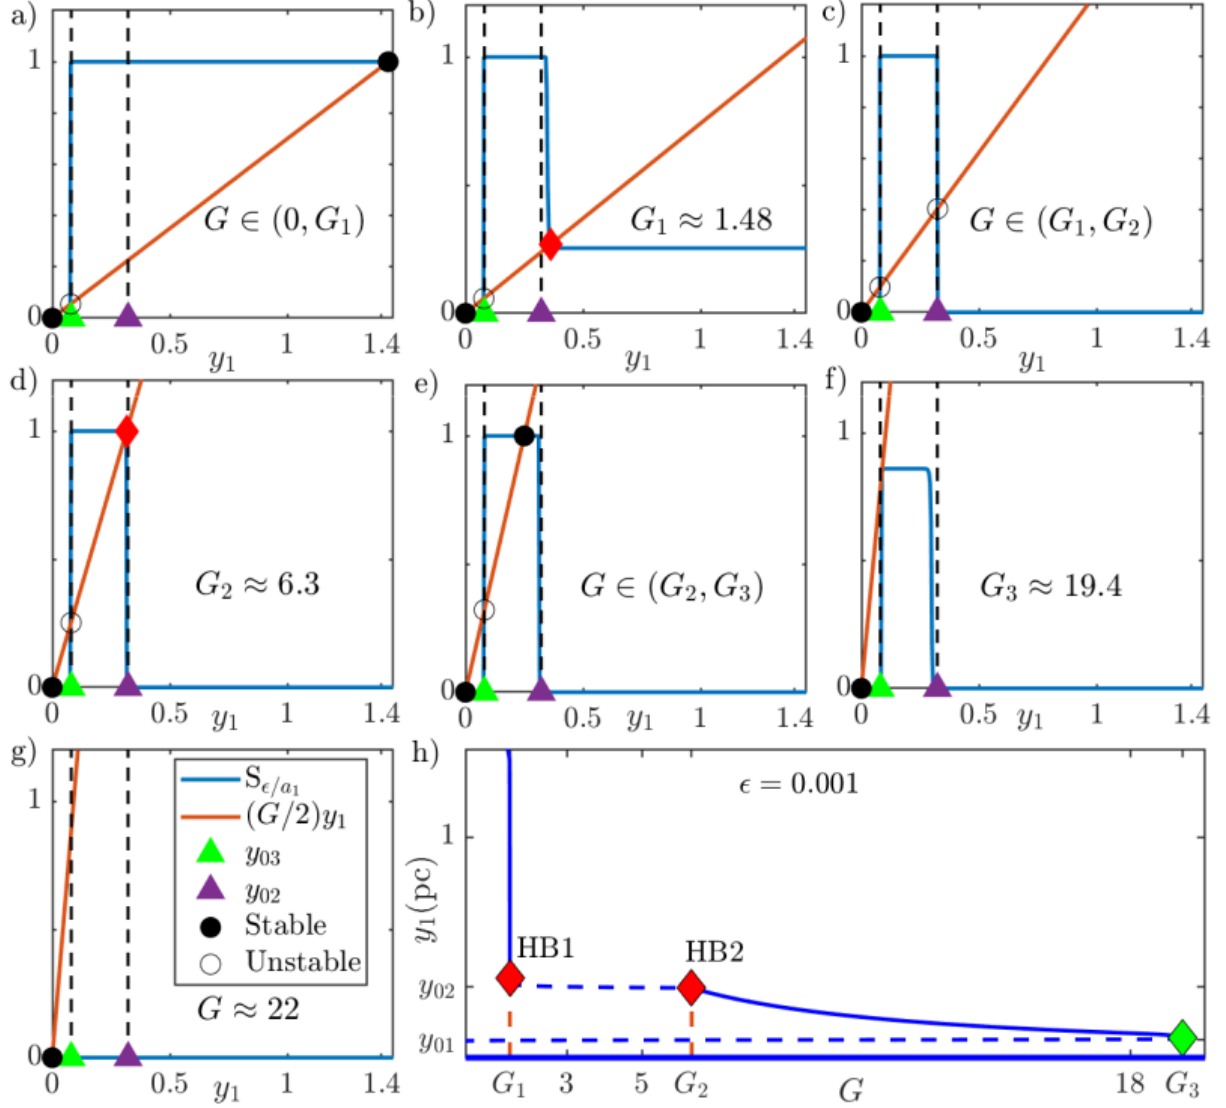 a)
1
0
G ∈ (0, G₁)
0 0.5 1 1.4
y₁
b)
1
0
G₁ ≈ 1.48
0 0.5 1 1.4
y₁
c)
1
0
G ∈ (G₁, G₂)
0 0.5 1 1.4
y₁
d)
1
0
G₂ ≈ 6.3
0 0.5 1 1.4
y₁
e)
1
0
G ∈ (G₂, G₃)
0 0.5 1 1.4
y₁
f)
1
0
G₃ ≈ 19.4
0 0.5 1 1.4
y₁
g)
1
0
S_{ϵ/a₁}
(G/2)y₁
y₀₃
y₀₂
Stable
Unstable
G ≈ 22
0 0.5 1 1.4
y₁
h)
ϵ = 0.001
1
y₁(pc)
HB1
HB2
y₀₂
y₀₁
G₁ 3 5 G₂ G 18 G₃